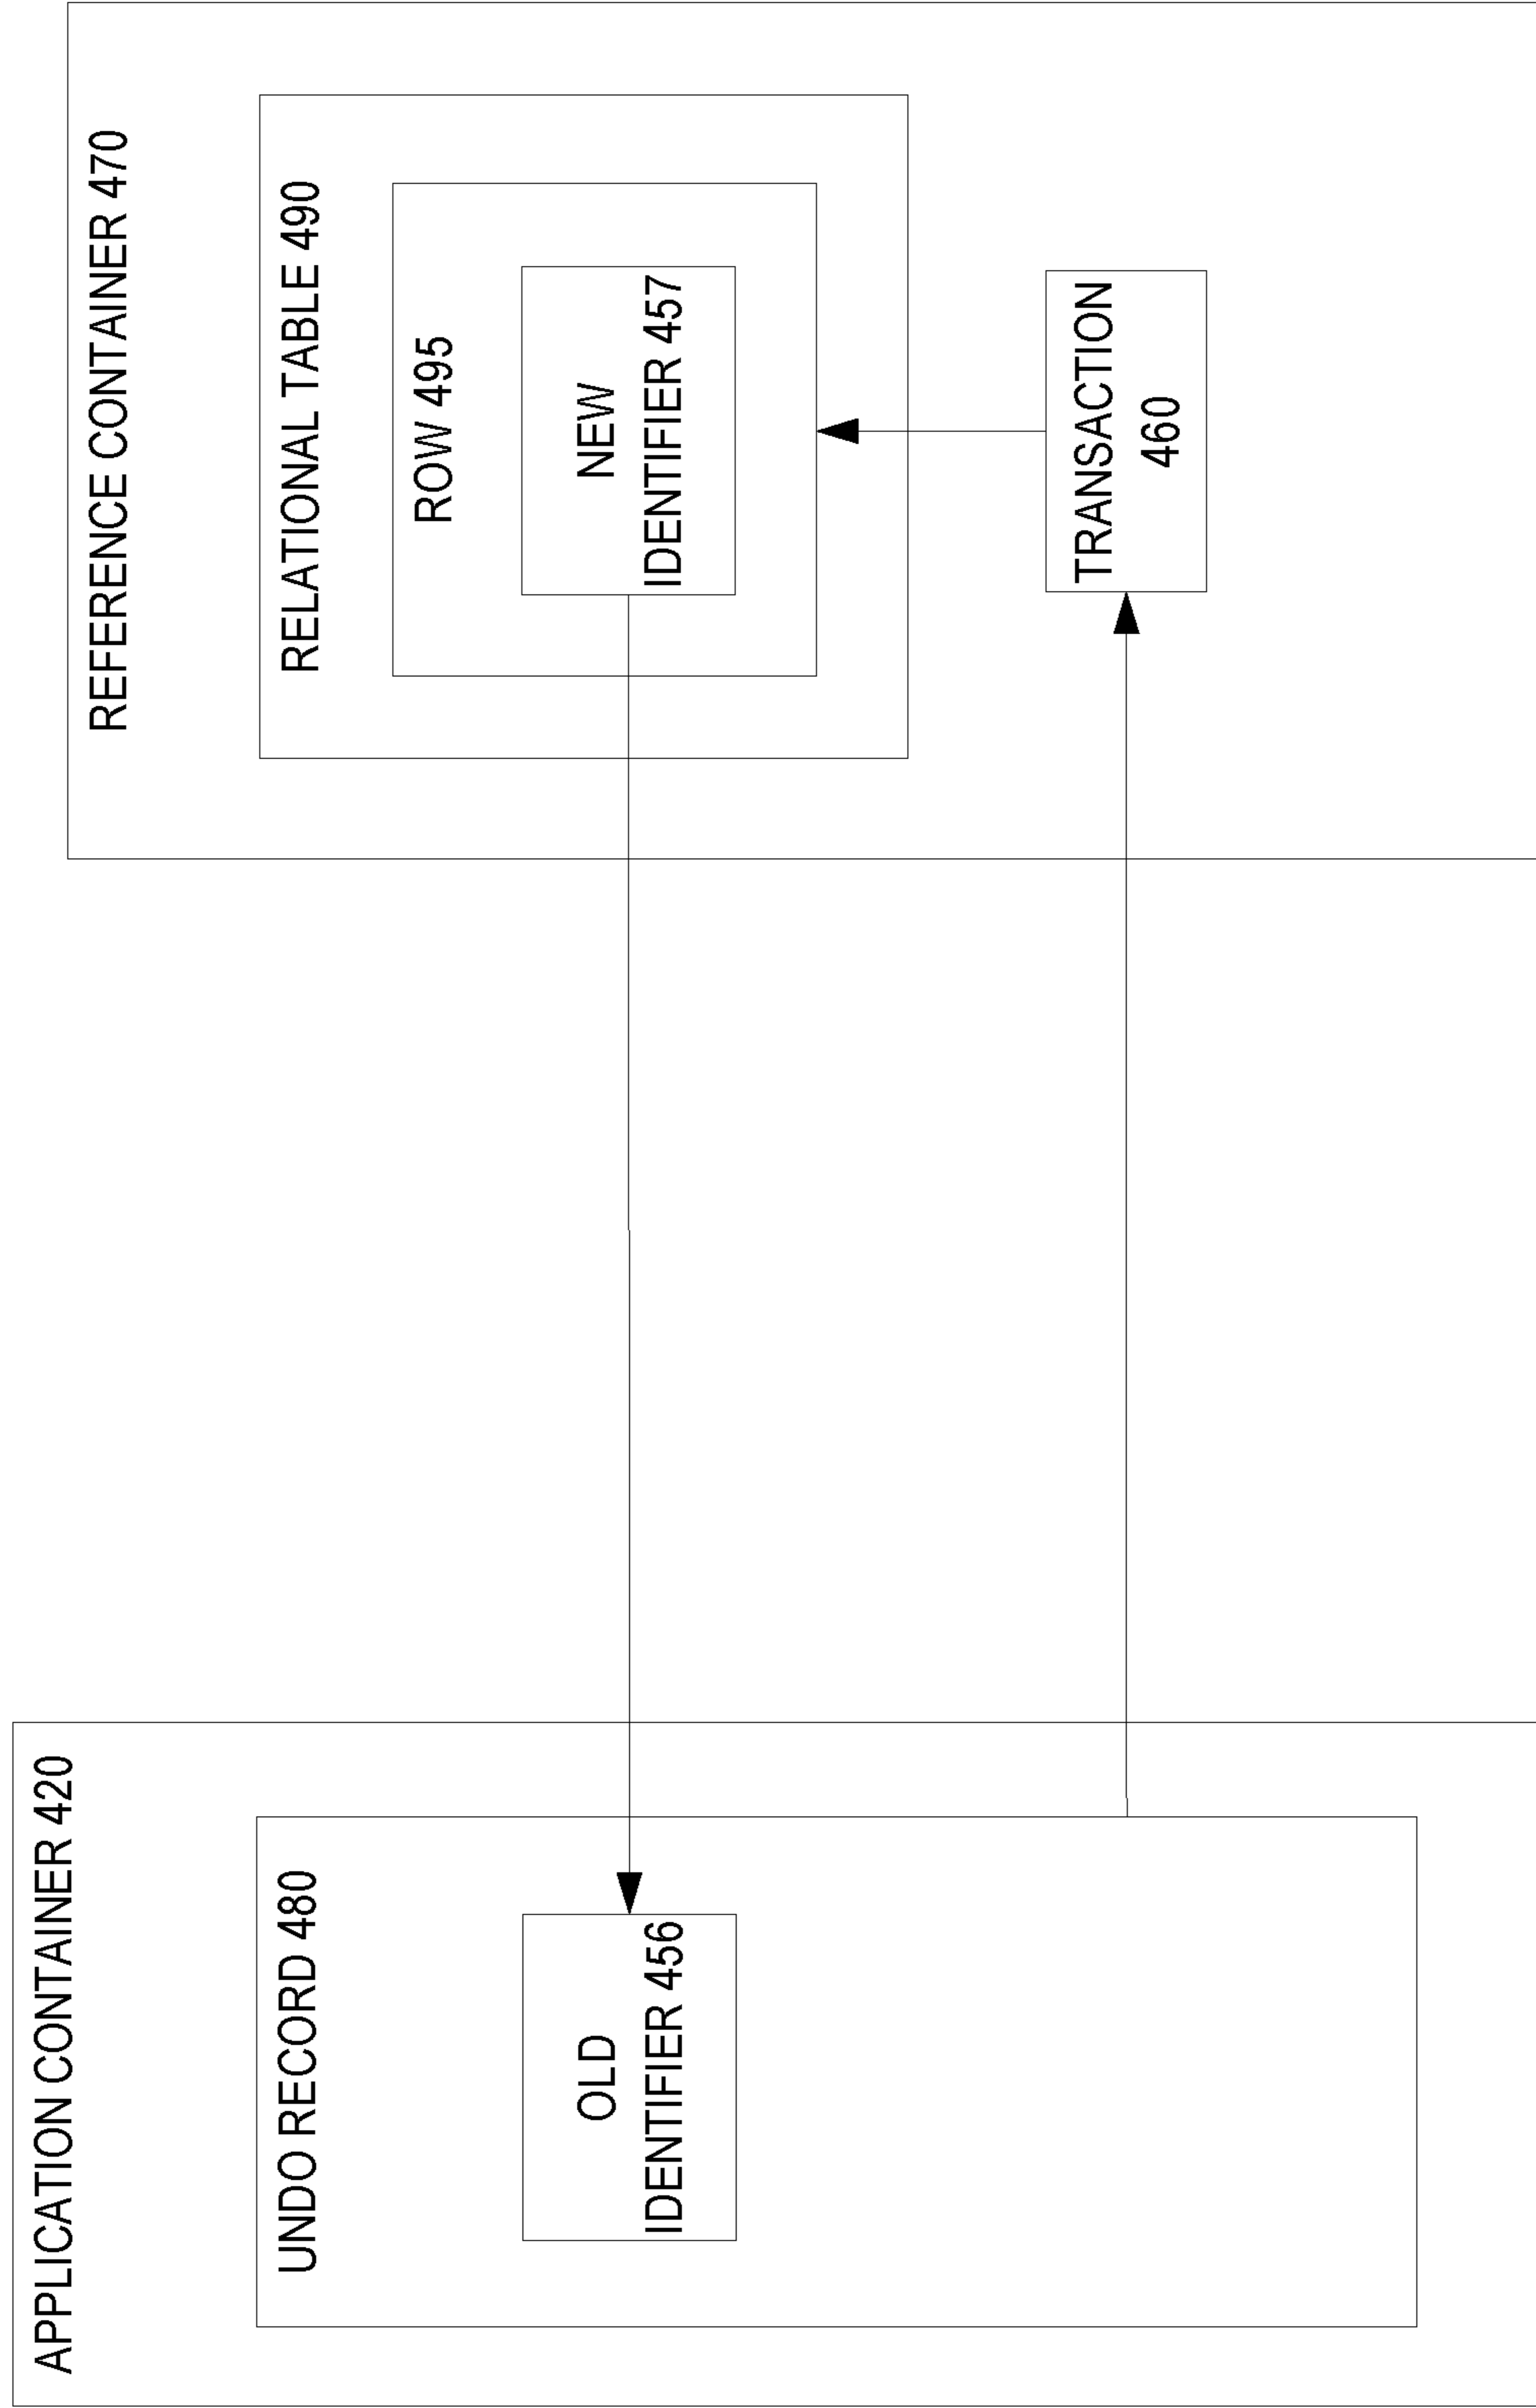 APPLICATION CONTAINER 420
UNDO RECORD 480
OLD
IDENTIFIER 456
REFERENCE CONTAINER 470
RELATIONAL TABLE 490
ROW 495
NEW
IDENTIFIER 457
TRANSACTION
460